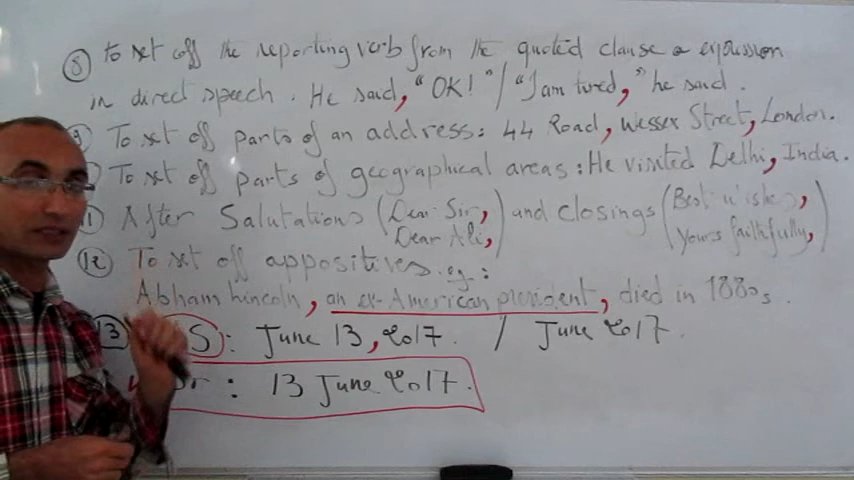 8 To set off the reporting verb from the quoted clause or expression
in direct speech. He said, "OK!" / "I am tired," he said.
To set off parts of an address: 44 Road, Wesser Street, London.
To set off parts of geographical areas: He visited Delhi, India.
After Salutations (Dear Sir, and closings (Best wishes,
Dear Ali, Yours faithfully,)
12 To set off appositives. eg:
Abham Lincoln, an ex-American president, died in 1880s.
13 S: June 13, 2017. / June 2017.
: 13 June 2017.